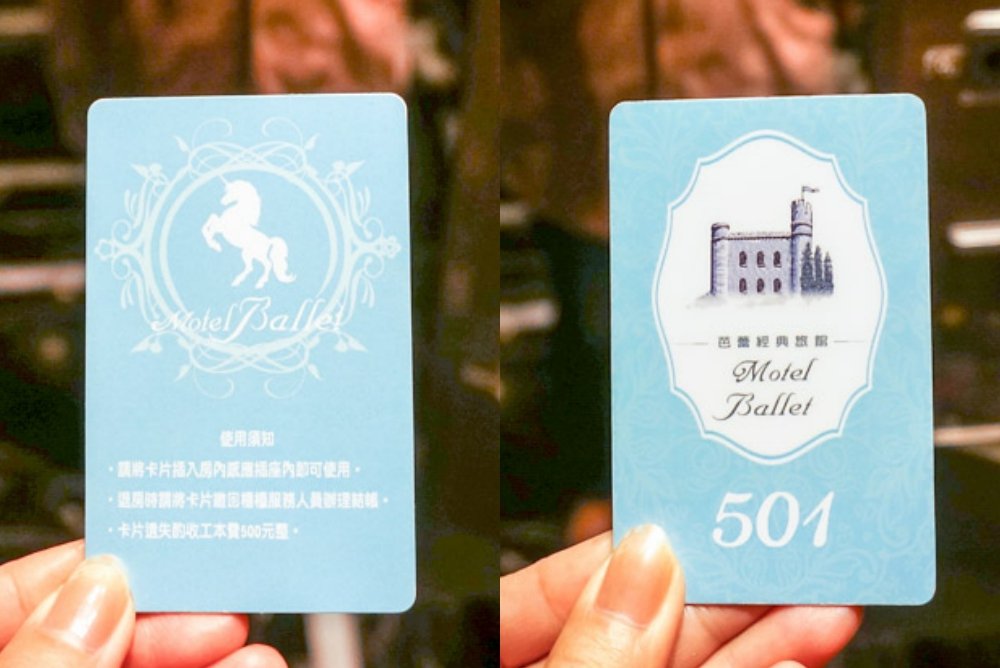 Motel Ballet
使用須知
・請將卡片插入房內感應插座內即可使用。
・退房時請將卡片繳回櫃檯服務人員辦理結帳。
・卡片遺失酌收工本費500元整。
芭蕾經典旅館
Motel
Ballet
501